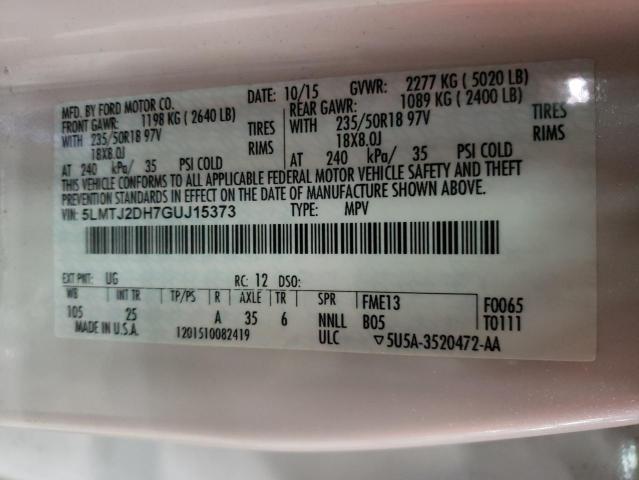 MFD. BY FORD MOTOR CO. DATE: 10/15 GVWR: 2277 KG ( 5020 LB)
FRONT GAWR: 1198 KG ( 2640 LB) REAR GAWR: 1089 KG ( 2400 LB)
WITH 235/50R18 97V TIRES WITH 235/50R18 97V TIRES
18X8.0J RIMS 18X8.0J RIMS
AT 240 kPa/ 35 PSI COLD AT 240 kPa/ 35 PSI COLD
THIS VEHICLE CONFORMS TO ALL APPLICABLE FEDERAL MOTOR VEHICLE SAFETY AND THEFT
PREVENTION STANDARDS IN EFFECT ON THE DATE OF MANUFACTURE SHOWN ABOVE.
VIN: 5LMTJ2DH7GUJ15373 TYPE: MPV
EXT PNT: UG RC: 12 DSO:
WB INT TR TP/PS R AXLE TR SPR FME13 F0065
105 25 A 35 6 NNLL B05 T0111
MADE IN U.S.A. 1201510082419 ULC ▽5U5A-3520472-AA